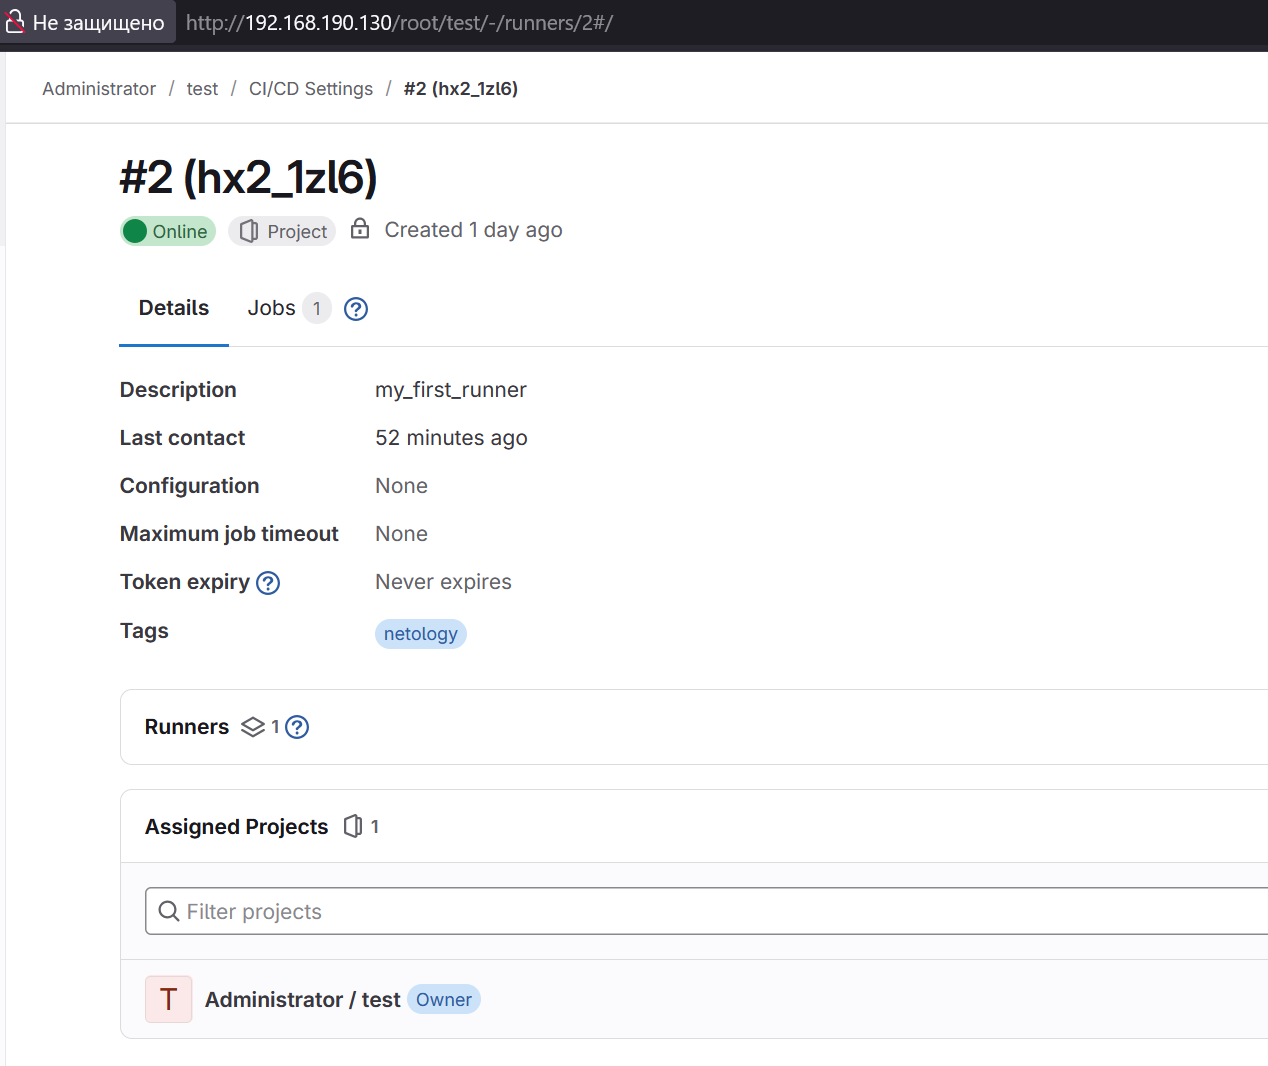 Не защищено http://192.168.190.130/root/test/-/runners/2#/
Administrator / test / CI/CD Settings / #2 (hx2_1zl6)
#2 (hx2_1zl6)
Online Project Created 1 day ago
Details Jobs 1 ?
Description my_first_runner
Last contact 52 minutes ago
Configuration None
Maximum job timeout None
Token expiry ? Never expires
Tags netology
Runners 1 ?
Assigned Projects 1
Filter projects
T Administrator / test Owner